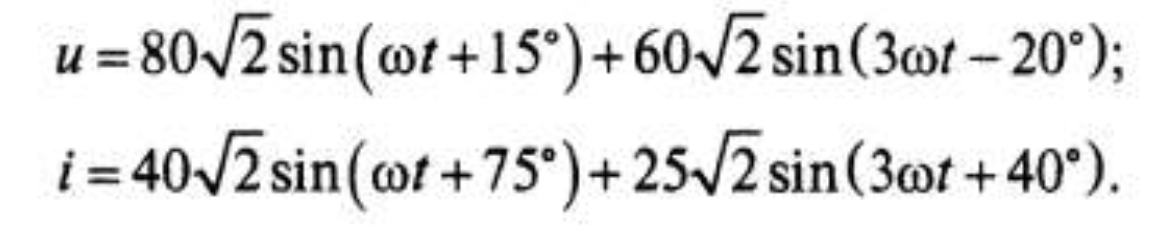 u = 80√2 sin(ωt + 15°) + 60√2 sin(3ωt − 20°);
i = 40√2 sin(ωt + 75°) + 25√2 sin(3ωt + 40°).